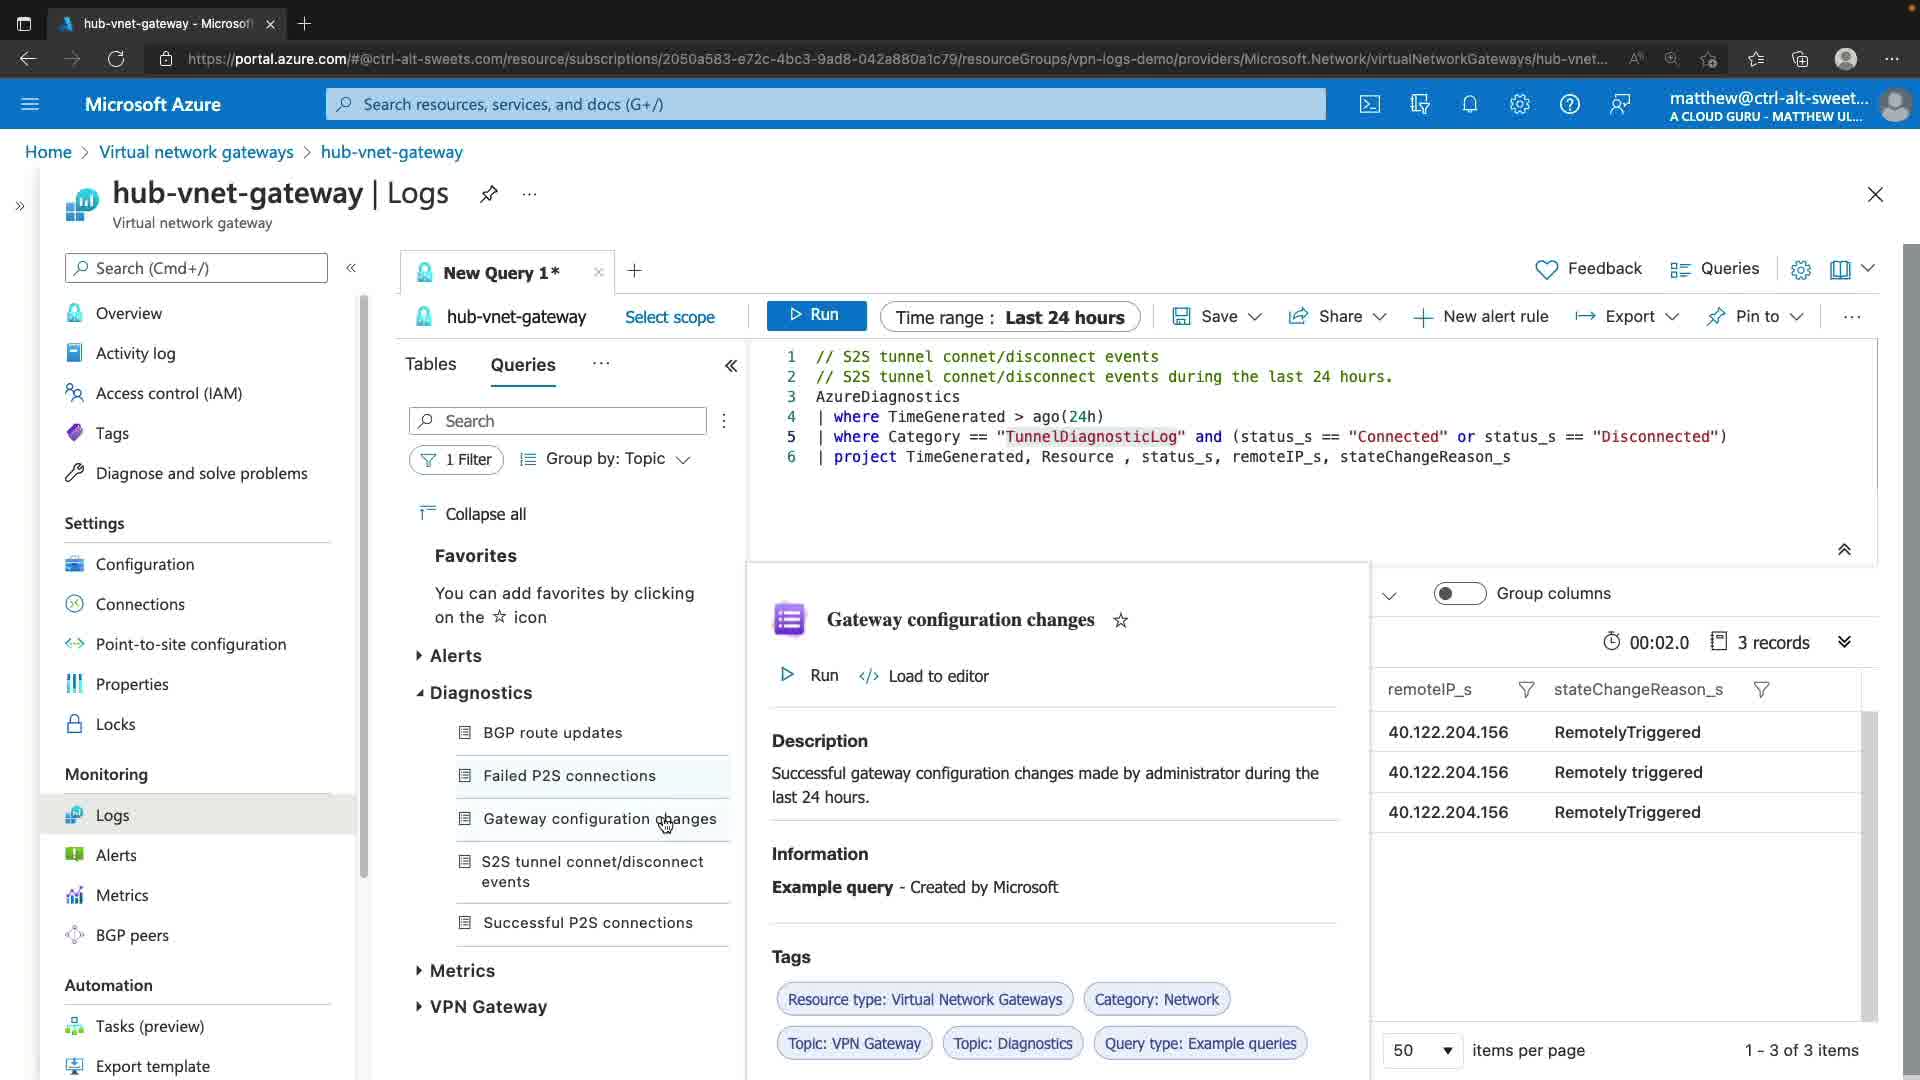 hub-vnet-gateway - Microsoft
https://portal.azure.com/#@ctrl-alt-sweets.com/resource/subscriptions/2050a583-e72c-4bc3-9ad8-042a880a1c79/resourceGroups/vpn-logs-demo/providers/Microsoft.Network/virtualNetworkGateways/hub-vnet...
Microsoft Azure
Search resources, services, and docs (G+/)
matthew@ctrl-alt-sweet...
A CLOUD GURU - MATTHEW UL...
Home > Virtual network gateways > hub-vnet-gateway
hub-vnet-gateway | Logs
Virtual network gateway
Search (Cmd+/)
Overview
Activity log
Access control (IAM)
Tags
Diagnose and solve problems
Settings
Configuration
Connections
Point-to-site configuration
Properties
Locks
Monitoring
Logs
Alerts
Metrics
BGP peers
Automation
Tasks (preview)
Export template
New Query 1*
Feedback
Queries
hub-vnet-gateway
Select scope
Run
Time range : Last 24 hours
Save
Share
New alert rule
Export
Pin to
Tables
Queries
Search
1 Filter
Group by: Topic
Collapse all
Favorites
You can add favorites by clicking
on the ☆ icon
Alerts
Diagnostics
BGP route updates
Failed P2S connections
Gateway configuration changes
S2S tunnel connet/disconnect
events
Successful P2S connections
Metrics
VPN Gateway
1 // S2S tunnel connet/disconnect events
2 // S2S tunnel connet/disconnect events during the last 24 hours.
3 AzureDiagnostics
4 | where TimeGenerated > ago(24h)
5 | where Category == "TunnelDiagnosticLog" and (status_s == "Connected" or status_s == "Disconnected")
6 | project TimeGenerated, Resource , status_s, remoteIP_s, stateChangeReason_s
Gateway configuration changes
Run
</> Load to editor
Description
Successful gateway configuration changes made by administrator during the
last 24 hours.
Information
Example query - Created by Microsoft
Tags
Resource type: Virtual Network Gateways
Category: Network
Topic: VPN Gateway
Topic: Diagnostics
Query type: Example queries
Group columns
00:02.0
3 records
remoteIP_s
stateChangeReason_s
40.122.204.156 RemotelyTriggered
40.122.204.156 Remotely triggered
40.122.204.156 RemotelyTriggered
50
items per page
1 - 3 of 3 items